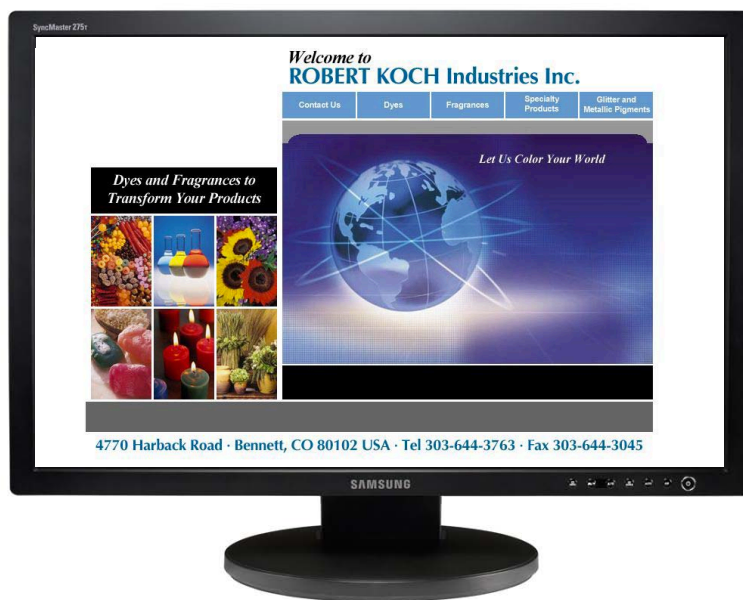 SyncMaster 275T
Welcome to
ROBERT KOCH Industries Inc.
Contact Us
Dyes
Fragrances
Specialty
Products
Glitter and
Metallic Pigments
Let Us Color Your World
Dyes and Fragrances to
Transform Your Products
4770 Harback Road · Bennett, CO 80102 USA · Tel 303-644-3763 · Fax 303-644-3045
SAMSUNG